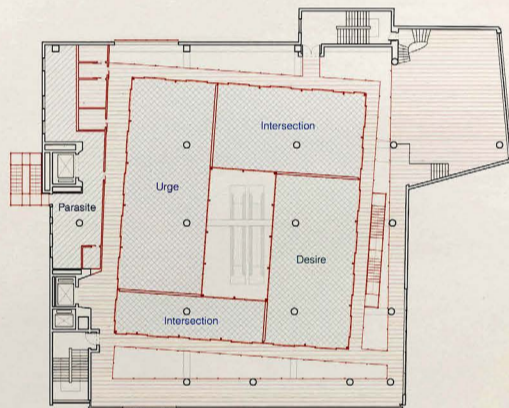 Intersection
Urge
Parasite
Desire
Intersection